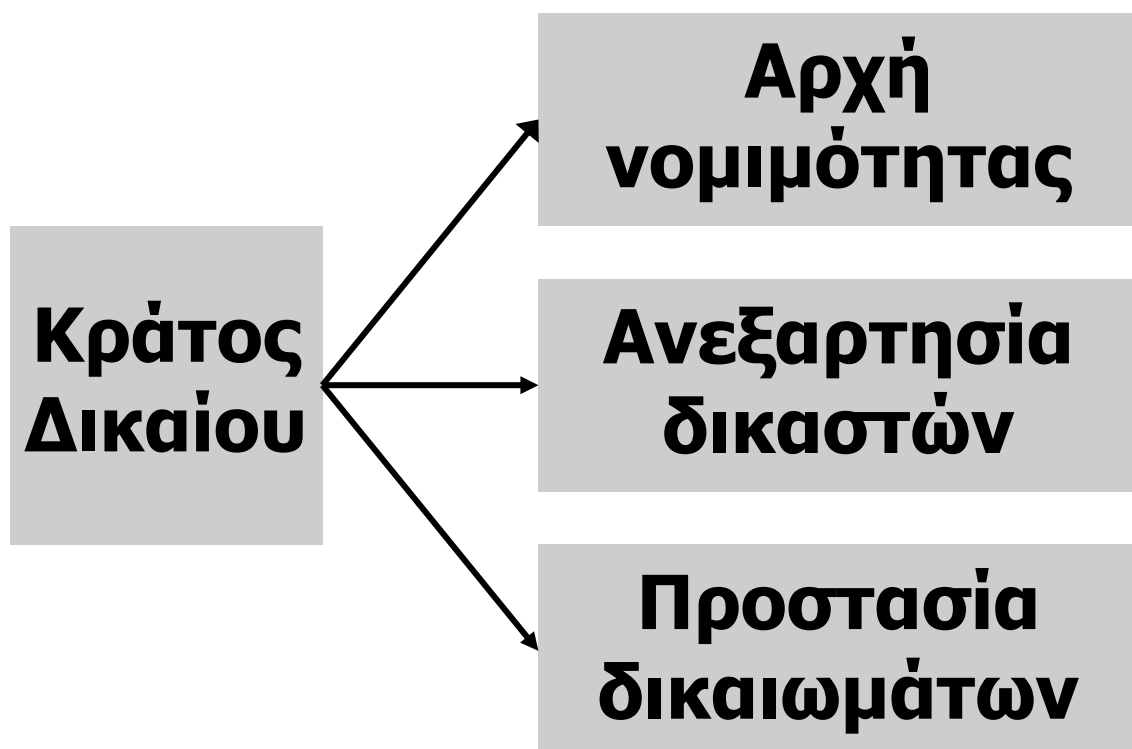 Κράτος
Δικαίου
Αρχή
νομιμότητας
Ανεξαρτησία
δικαστών
Προστασία
δικαιωμάτων